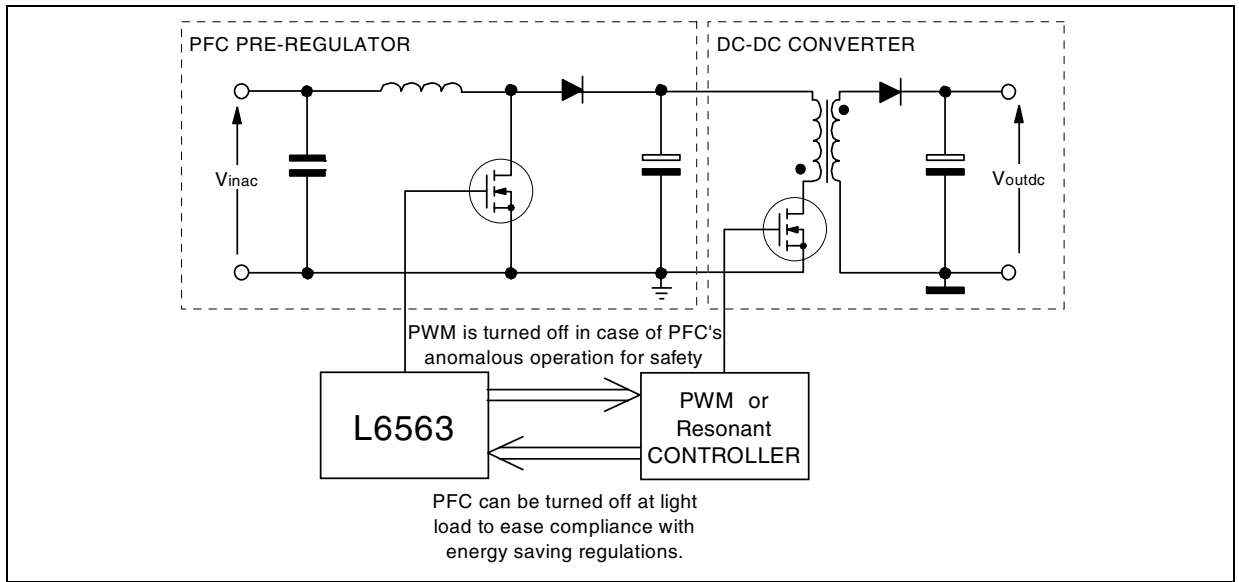 PFC PRE-REGULATOR
DC-DC CONVERTER
Vinac
Voutdc
PWM is turned off in case of PFC's
anomalous operation for safety
L6563
PWM or
Resonant
CONTROLLER
PFC can be turned off at light
load to ease compliance with
energy saving regulations.